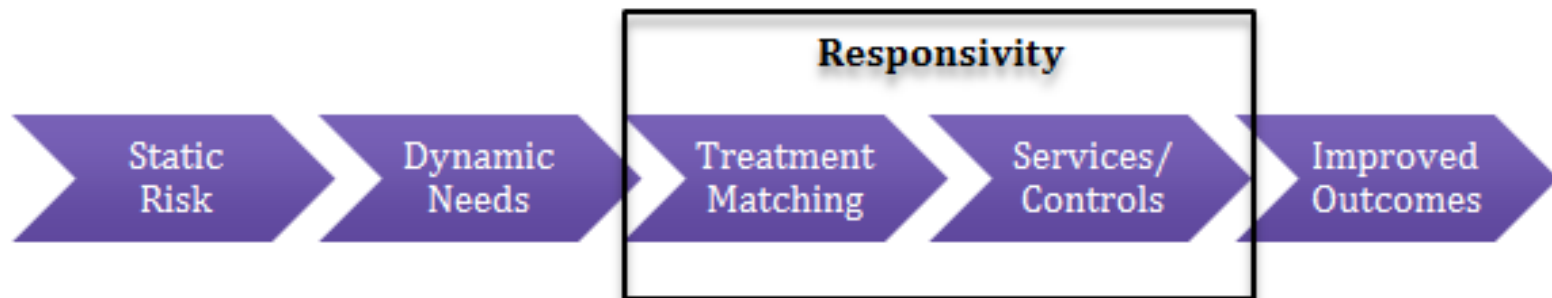 Responsivity
Static
Risk
Dynamic
Needs
Treatment
Matching
Services/
Controls
Improved
Outcomes